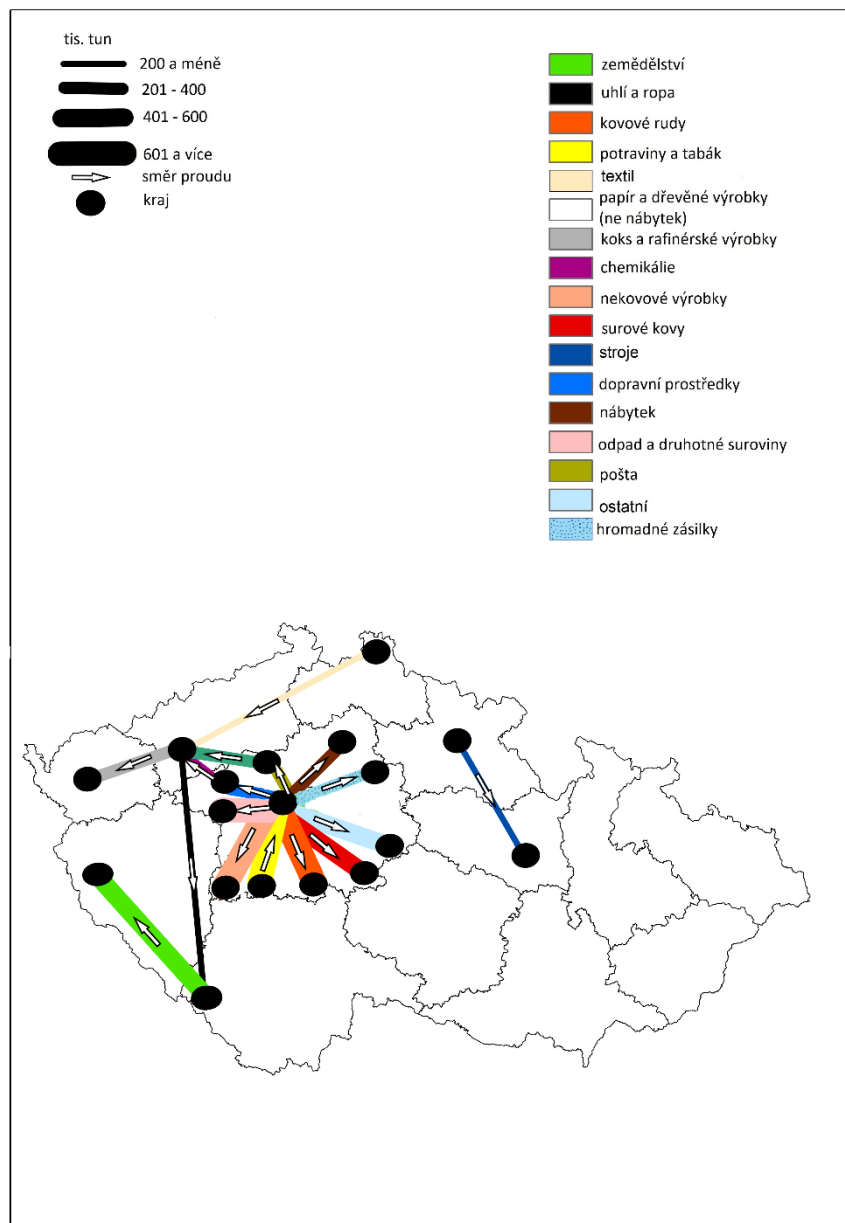 tis. tun
200 a méně
201 - 400
401 - 600
601 a více
směr proudu
kraj
zemědělství
uhlí a ropa
kovové rudy
potraviny a tabák
textil
papír a dřevěné výrobky
(ne nábytek)
koks a rafinérské výrobky
chemikálie
nekovové výrobky
surové kovy
stroje
dopravní prostředky
nábytek
odpad a druhotné suroviny
pošta
ostatní
hromadné zásilky